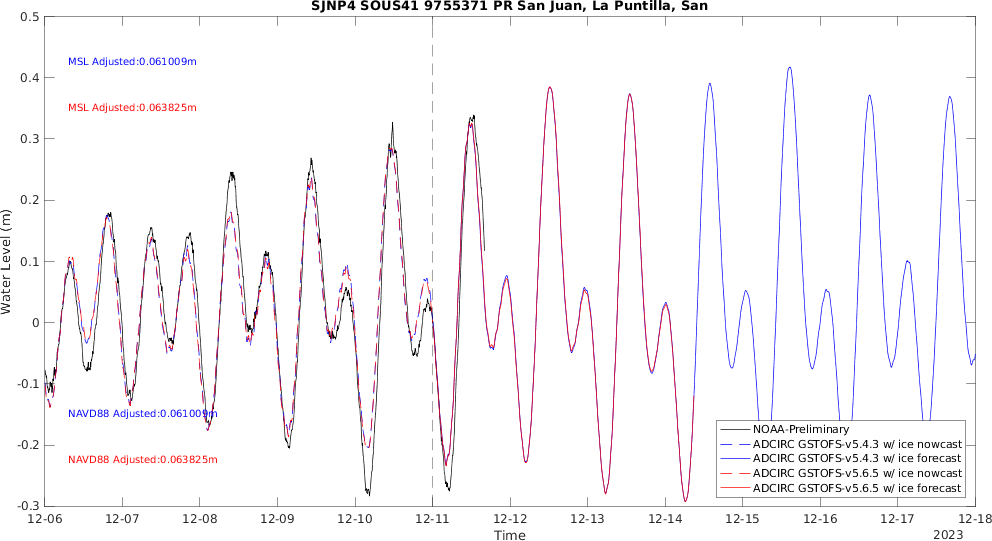 SJNP4 SOUS41 9755371 PR San Juan, La Puntilla, San
0.5
0.4
0.3
0.2
0.1
0
-0.1
-0.2
-0.3
Water Level (m)
MSL Adjusted:0.061009m
MSL Adjusted:0.063825m
NAVD88 Adjusted:0.061009m
NAVD88 Adjusted:0.063825m
NOAA-Preliminary
ADCIRC GSTOFS-v5.4.3 w/ ice nowcast
ADCIRC GSTOFS-v5.4.3 w/ ice forecast
ADCIRC GSTOFS-v5.6.5 w/ ice nowcast
ADCIRC GSTOFS-v5.6.5 w/ ice forecast
12-06 12-07 12-08 12-09 12-10 12-11 12-12 12-13 12-14 12-15 12-16 12-17 12-18
Time
2023